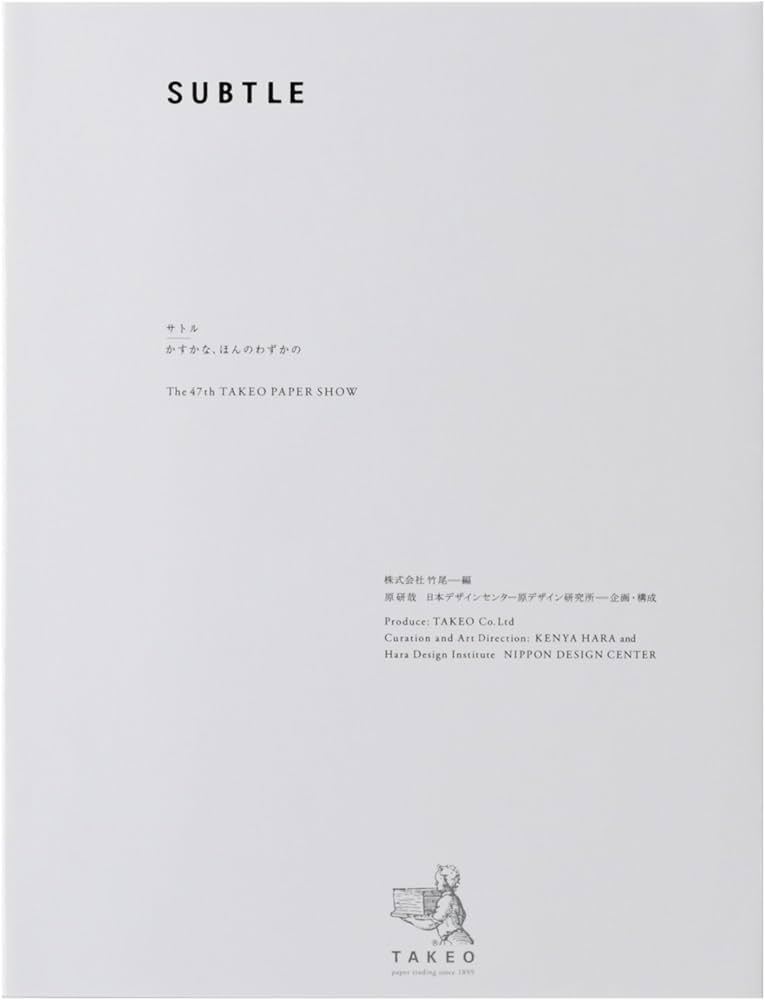 SUBTLE
サトル
かすかな、ほんのわずかの
The 47th TAKEO PAPER SHOW
株式会社 竹尾──編
原研哉 日本デザインセンター原デザイン研究所──企画・構成
Produce: TAKEO Co.Ltd
Curation and Art Direction: KENYA HARA and
Hara Design Institute NIPPON DESIGN CENTER
®
TAKEO
paper trading since 1899